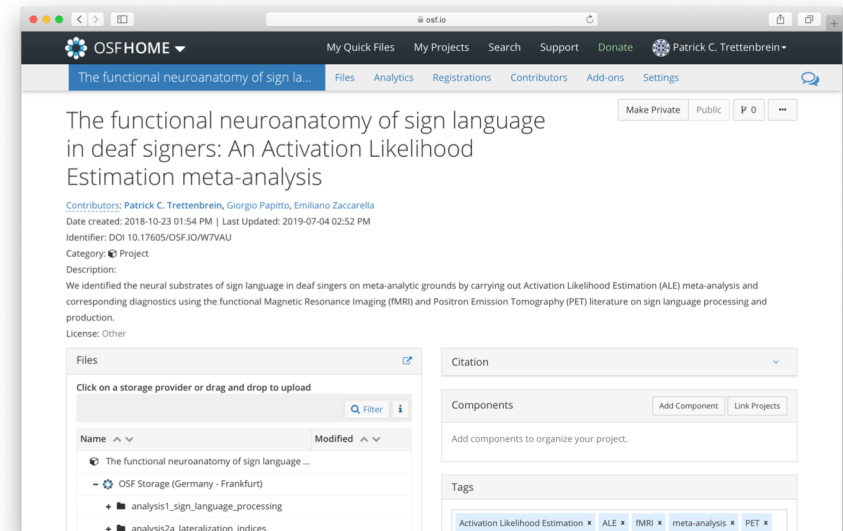 osf.io
OSFHOME
My Quick Files My Projects Search Support Donate Patrick C. Trettenbrein
The functional neuroanatomy of sign la... Files Analytics Registrations Contributors Add-ons Settings
Make Private Public 0 ...
The functional neuroanatomy of sign language
in deaf signers: An Activation Likelihood
Estimation meta-analysis
Contributors: Patrick C. Trettenbrein, Giorgio Papitto, Emiliano Zaccarella
Date created: 2018-10-23 01:54 PM | Last Updated: 2019-07-04 02:52 PM
Identifier: DOI 10.17605/OSF.IO/W7VAU
Category: Project
Description:
We identified the neural substrates of sign language in deaf singers on meta-analytic grounds by carrying out Activation Likelihood Estimation (ALE) meta-analysis and
corresponding diagnostics using the functional Magnetic Resonance Imaging (fMRI) and Positron Emission Tomography (PET) literature on sign language processing and
production.
License: Other
Files
Click on a storage provider or drag and drop to upload
Filter i
Name Modified
The functional neuroanatomy of sign language ...
– OSF Storage (Germany - Frankfurt)
+ analysis1_sign_language_processing
+ analysis2a_lateralization_indices
Citation
Components Add Component Link Projects
Add components to organize your project.
Tags
Activation Likelihood Estimation x ALE x fMRI x meta-analysis x PET x